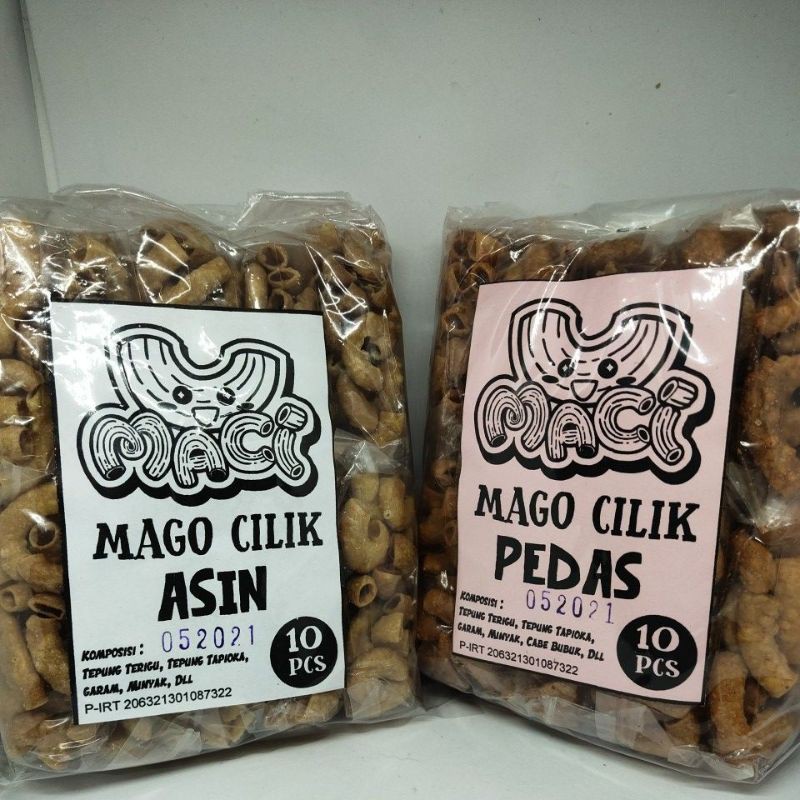 MACi
MAGO CILIK
ASIN
KOMPOSISI : 052021
TEPUNG TERIGU, TEPUNG TAPIOKA,
GARAM, MINYAK, DLL
P-IRT 206321301087322
10
PCS
MACi
MAGO CILIK
PEDAS
KOMPOSISI : 052021
TEPUNG TERIGU, TEPUNG TAPIOKA,
GARAM, MINYAK, CABE BUBUK, DLL
P-IRT 206321301087322
10
PCS